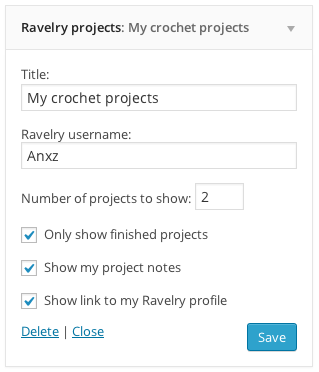 Ravelry projects: My crochet projects
Title:
My crochet projects
Ravelry username:
Anxz
Number of projects to show: 2
Only show finished projects
Show my project notes
Show link to my Ravelry profile
Delete | Close Save